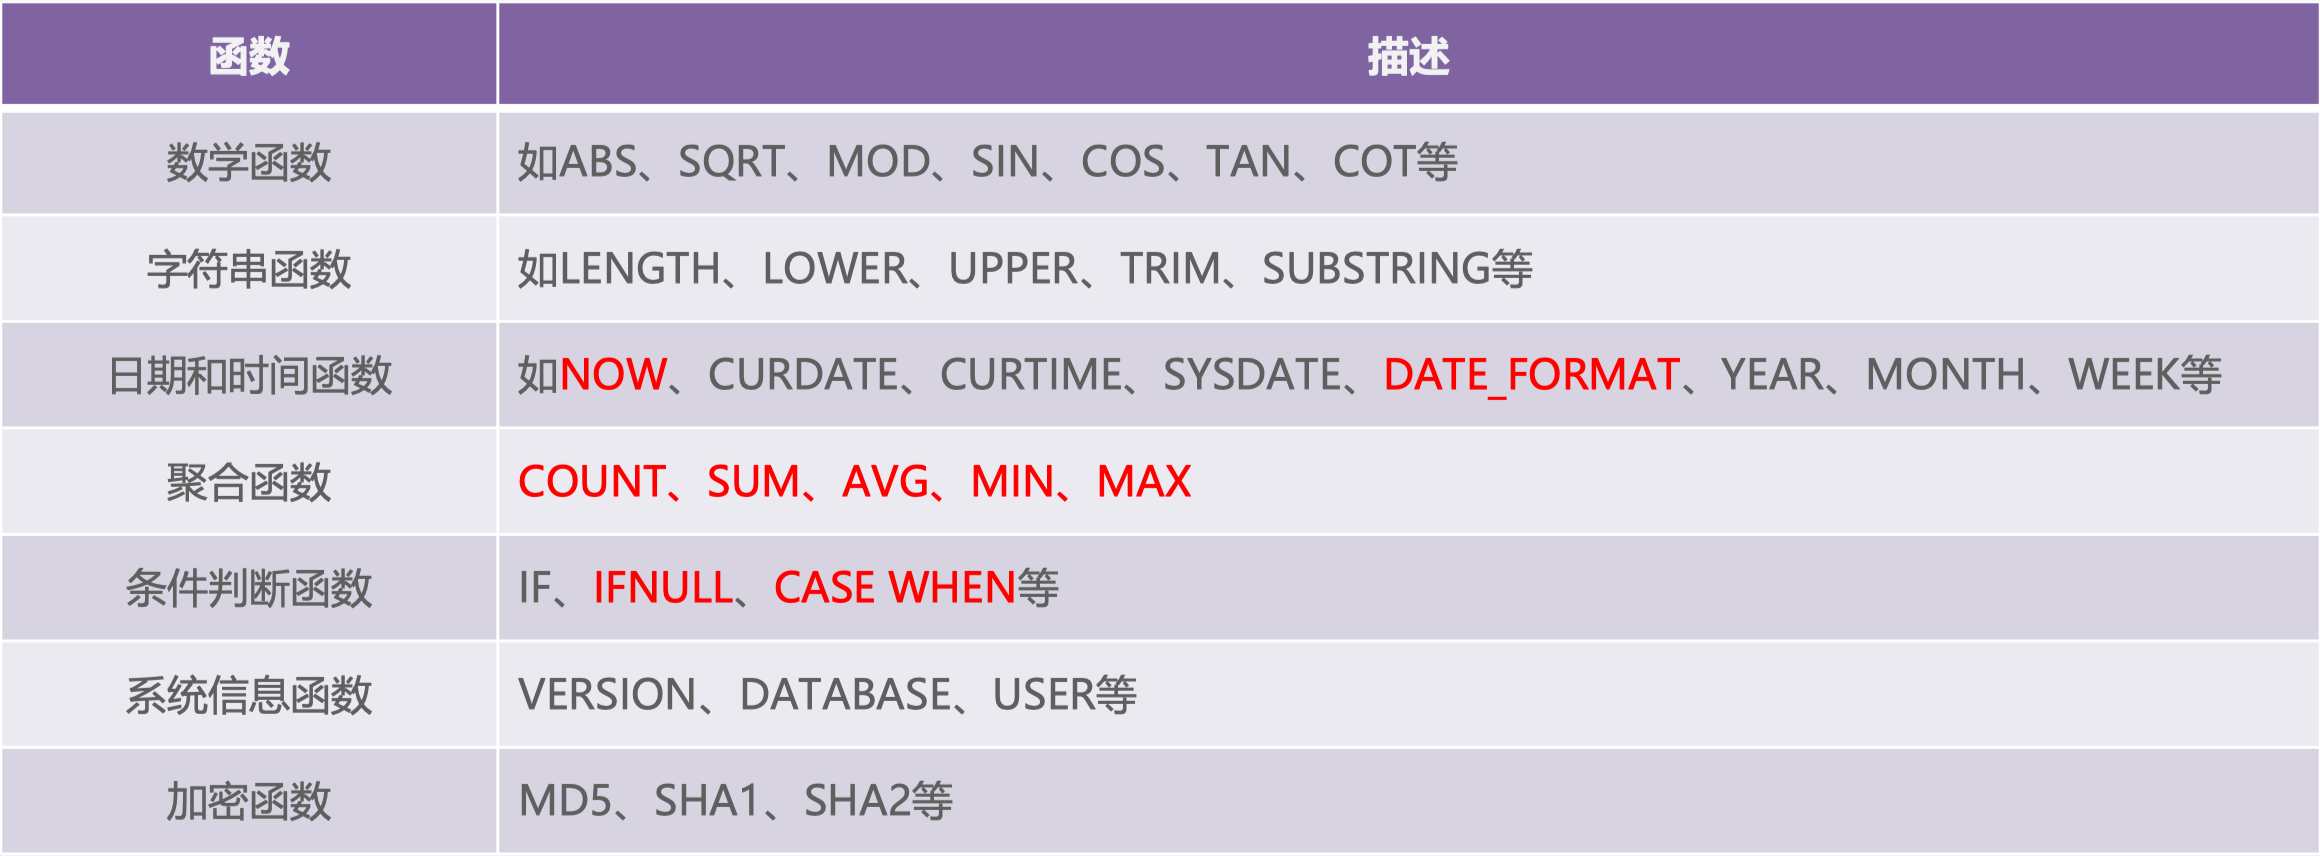 函数 描述
数学函数 如ABS、SQRT、MOD、SIN、COS、TAN、COT等
字符串函数 如LENGTH、LOWER、UPPER、TRIM、SUBSTRING等
日期和时间函数 如NOW、CURDATE、CURTIME、SYSDATE、DATE_FORMAT、YEAR、MONTH、WEEK等
聚合函数 COUNT、SUM、AVG、MIN、MAX
条件判断函数 IF、IFNULL、CASE WHEN等
系统信息函数 VERSION、DATABASE、USER等
加密函数 MD5、SHA1、SHA2等